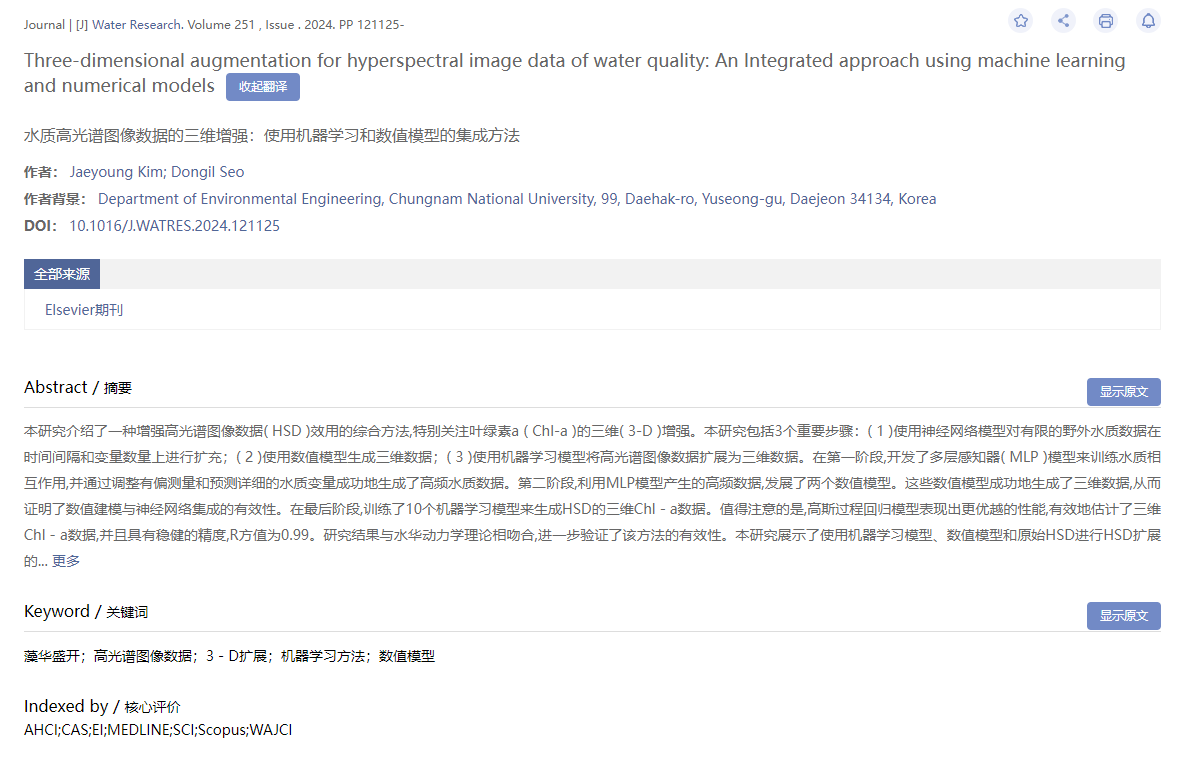 Journal | [J] Water Research. Volume 251 , Issue . 2024. PP 121125-
Three-dimensional augmentation for hyperspectral image data of water quality: An Integrated approach using machine learning
and numerical models 收起翻译
水质高光谱图像数据的三维增强：使用机器学习和数值模型的集成方法
作者： Jaeyoung Kim; Dongil Seo
作者背景： Department of Environmental Engineering, Chungnam National University, 99, Daehak-ro, Yuseong-gu, Daejeon 34134, Korea
DOI： 10.1016/J.WATRES.2024.121125
全部来源
Elsevier期刊
Abstract / 摘要
显示原文
本研究介绍了一种增强高光谱图像数据( HSD )效用的综合方法,特别关注叶绿素a ( Chl-a )的三维( 3-D )增强。本研究包括3个重要步骤：( 1 )使用神经网络模型对有限的野外水质数据在
时间间隔和变量数量上进行扩充；( 2 )使用数值模型生成三维数据；( 3 )使用机器学习模型将高光谱图像数据扩展为三维数据。在第一阶段,开发了多层感知器( MLP )模型来训练水质相
互作用,并通过调整有偏测量和预测详细的水质变量成功地生成了高频水质数据。第二阶段,利用MLP模型产生的高频数据,发展了两个数值模型。这些数值模型成功地生成了三维数据,从而
证明了数值建模与神经网络集成的有效性。在最后阶段,训练了10个机器学习模型来生成HSD的三维Chl - a数据。值得注意的是,高斯过程回归模型表现出更优越的性能,有效地估计了三维
Chl - a数据,并且具有稳健的精度,R方值为0.99。研究结果与水华动力学理论相吻合,进一步验证了该方法的有效性。本研究展示了使用机器学习模型、数值模型和原始HSD进行HSD扩展
的... 更多
Keyword / 关键词
显示原文
藻华盛开；高光谱图像数据；3 - D扩展；机器学习方法；数值模型
Indexed by / 核心评价
AHCI;CAS;EI;MEDLINE;SCI;Scopus;WAJCI